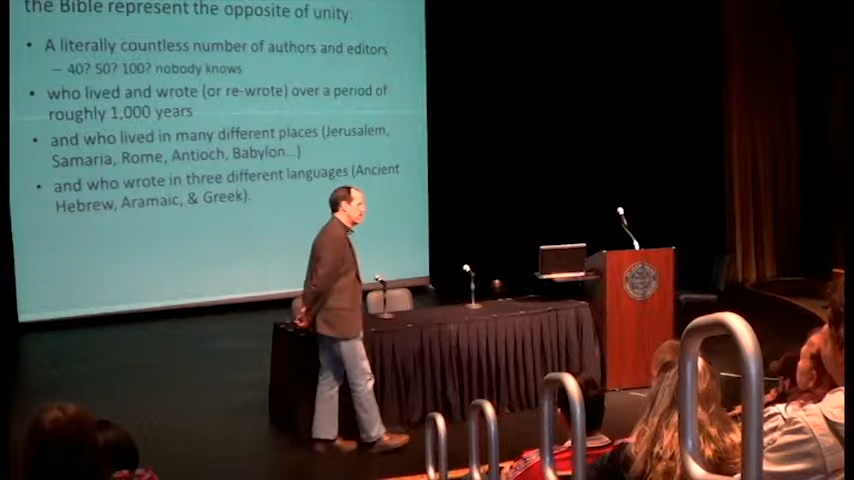 the Bible represent the opposite of unity:
• A literally countless number of authors and editors
– 40? 50? 100? nobody knows
• who lived and wrote (or re-wrote) over a period of
roughly 1,000 years
• and who lived in many different places (Jerusalem,
Samaria, Rome, Antioch, Babylon...)
• and who wrote in three different languages (Ancient
Hebrew, Aramaic, & Greek).